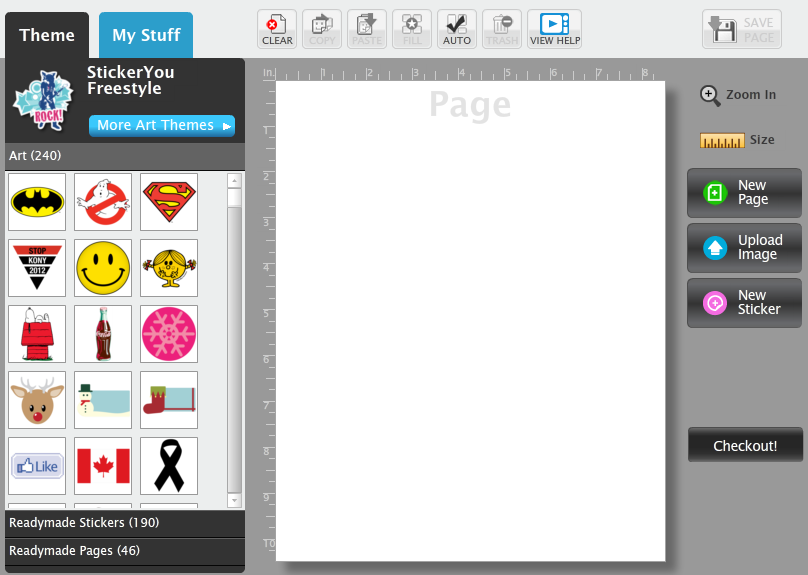 Theme
My Stuff
CLEAR
COPY
PASTE
FILL
AUTO
TRASH
VIEW HELP
SAVE
PAGE
StickerYou
Freestyle
ROCK!
More Art Themes
Art (240)
STOP
KONY
2012
Coca-Cola
Like
Readymade Stickers (190)
Readymade Pages (46)
In.
1 2 3 4 5 6 7 8
Page
1
2
3
4
5
6
7
8
9
10
Zoom In
Size
New
Page
Upload
Image
New
Sticker
Checkout!